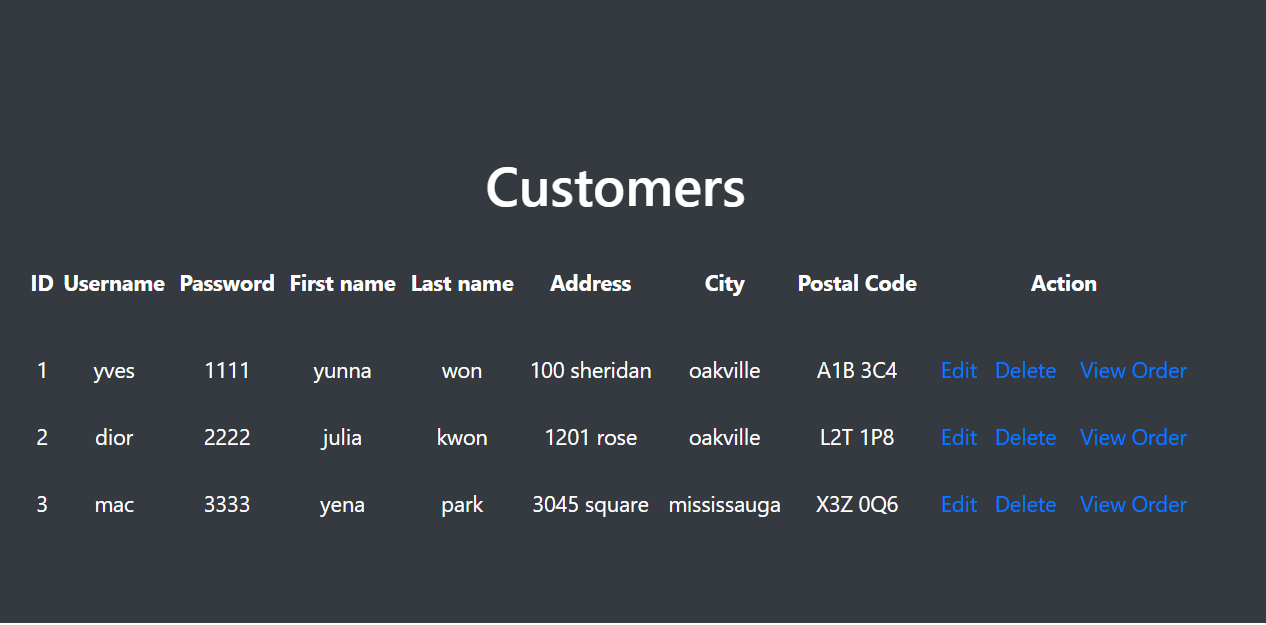 Customers
ID Username Password First name Last name Address City Postal Code Action
1 yves 1111 yunna won 100 sheridan oakville A1B 3C4 Edit Delete View Order
2 dior 2222 julia kwon 1201 rose oakville L2T 1P8 Edit Delete View Order
3 mac 3333 yena park 3045 square mississauga X3Z 0Q6 Edit Delete View Order